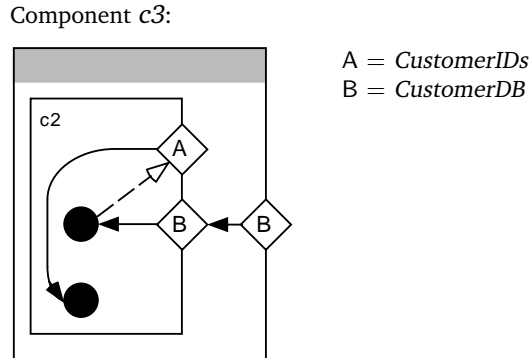 Component c3:
A = CustomerIDs
B = CustomerDB
c2
A
B
B